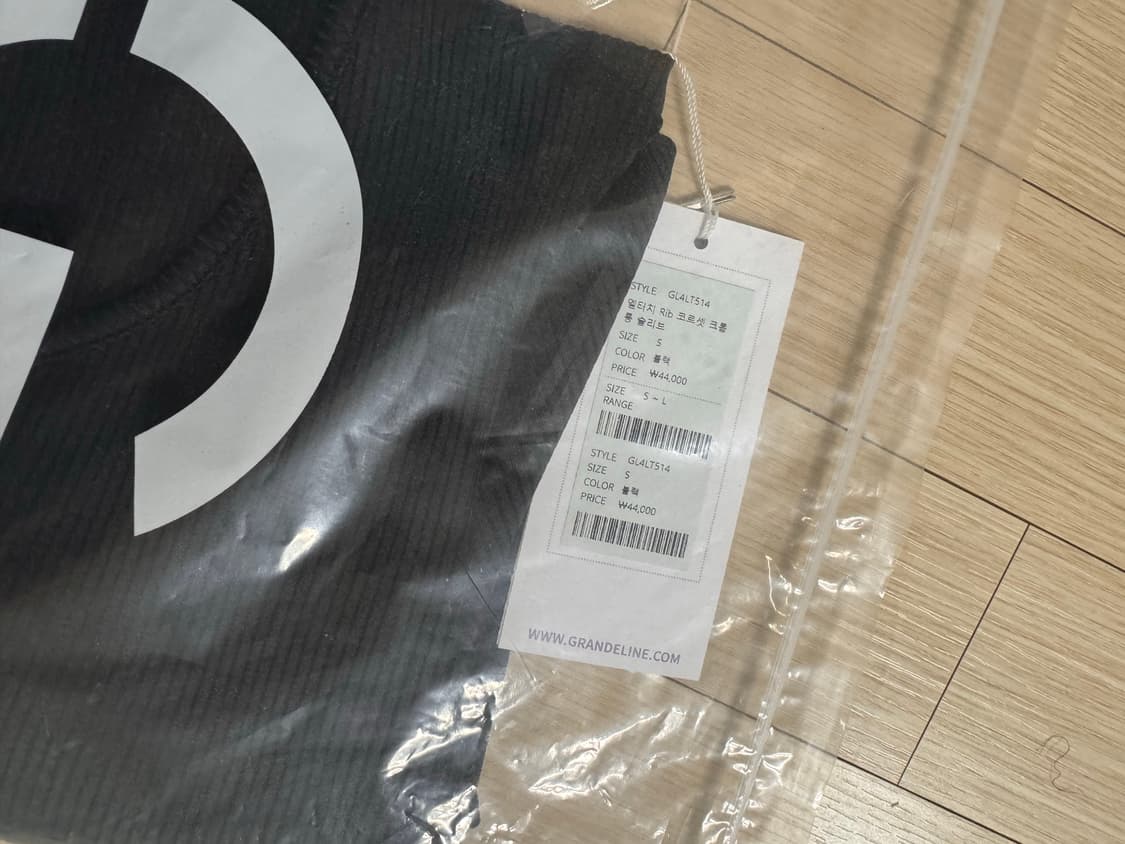 STYLE GL4LT514
멀티치 Rib 코르셋 크롭
롱 슬리브
SIZE S
COLOR 블랙
PRICE ₩44,000
SIZE S ~ L
RANGE
STYLE GL4LT514
SIZE S
COLOR 블랙
PRICE ₩44,000
WWW.GRANDELINE.COM